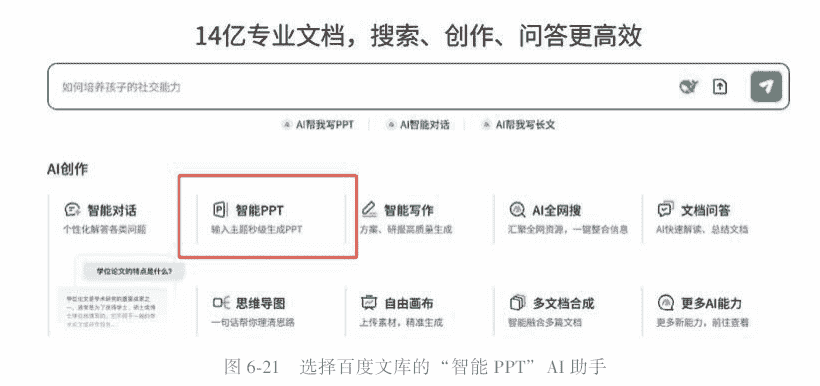 14亿专业文档，搜索、创作、问答更高效
如何培养孩子的社交能力
AI帮我写PPT
AI智能对话
AI帮我写长文
AI创作
智能对话
个性化解答各类问题
学位论文的特点是什么？
智能PPT
输入主题秒级生成PPT
智能写作
方案、研报高质量生成
AI全网搜
汇聚全网资源，一键整合信息
文档问答
AI快速解读、总结文档
思维导图
一句话帮你理清思路
自由画布
上传素材，精准生成
多文档合成
智能融合多篇文档
更多AI能力
更多新能力，前往查看
图 6-21 选择百度文库的“智能 PPT”AI 助手